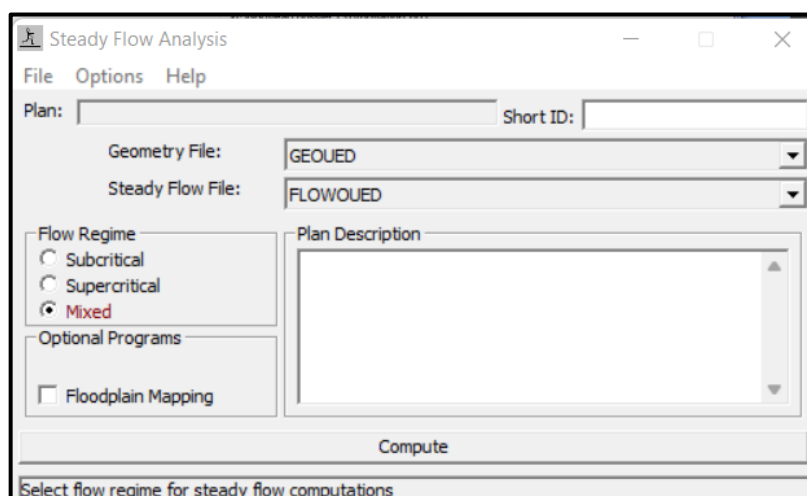 Steady Flow Analysis
File Options Help
Plan: Short ID:
Geometry File: GEOUED
Steady Flow File: FLOWOUED
Flow Regime
Subcritical
Supercritical
Mixed
Plan Description
Optional Programs
Floodplain Mapping
Compute
Select flow regime for steady flow computations